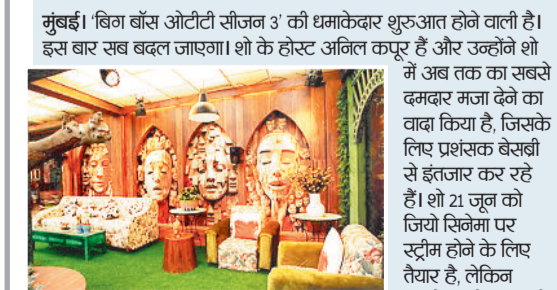 मुंबई। ‘बिग बॉस ओटीटी सीजन 3’ की धमाकेदार शुरुआत होने वाली है।
इस बार सब बदल जाएगा। शो के होस्ट अनिल कपूर हैं और उन्होंने शो
में अब तक का सबसे
दमदार मजा देने का
वादा किया है, जिसके
लिए प्रशंसक बेसब्री
से इंतजार कर रहे
हैं। शो 21 जून को
जियो सिनेमा पर
स्ट्रीम होने के लिए
तैयार है, लेकिन